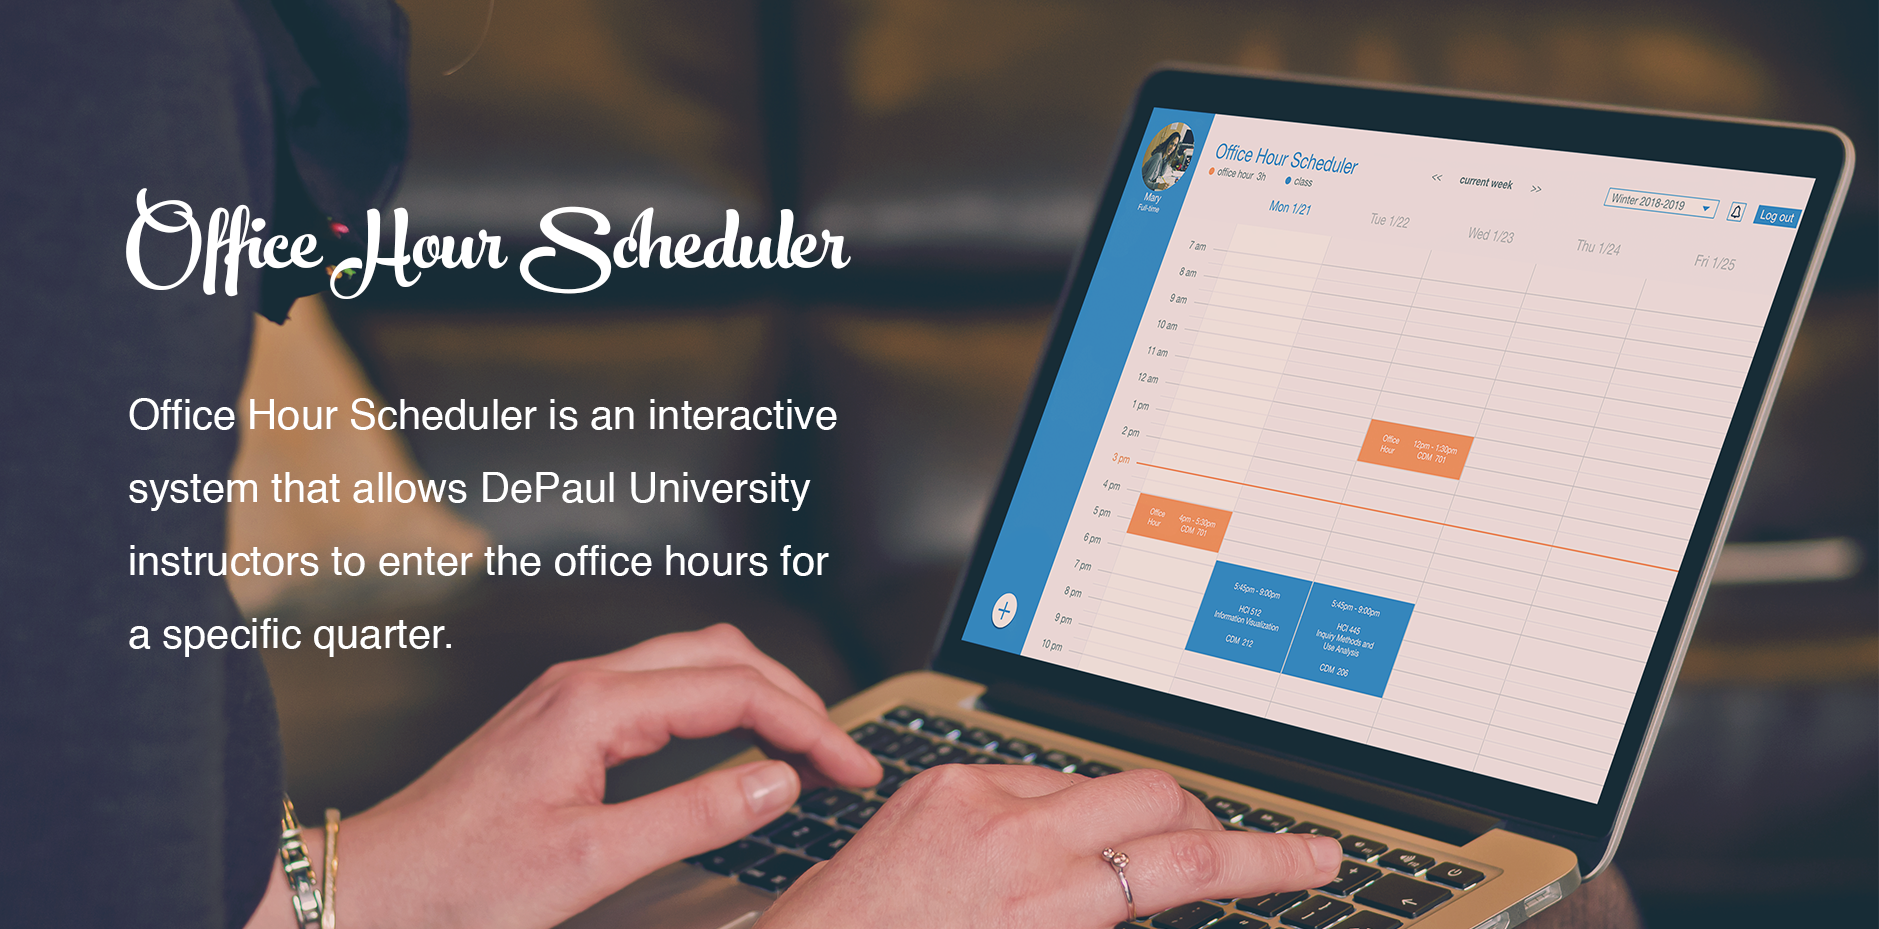 Office Hour Scheduler
Office Hour Scheduler is an interactive
system that allows DePaul University
instructors to enter the office hours for
a specific quarter.
Mary
Full-time
Office Hour Scheduler
office hour 3h
class
<< current week >>
Winter 2018-2019
Log out
Mon 1/21
Tue 1/22
Wed 1/23
Thu 1/24
Fri 1/25
7 am
8 am
9 am
10 am
11 am
12 am
1 pm
2 pm
3 pm
4 pm
5 pm
6 pm
7 pm
8 pm
9 pm
10 pm
Office
Hour
12pm - 1:30pm
CDM 701
Office
Hour
4pm - 5:30pm
CDM 701
5:45pm - 9:00pm
HCI 512
Information Visualization
CDM 212
5:45pm - 9:00pm
HCI 445
Inquiry Methods and
Use Analysis
CDM 206
+